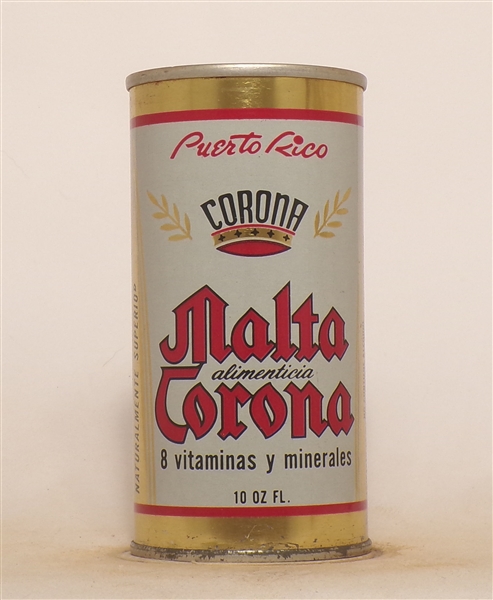 Puerto Rico
CORONA
Malta
alimenticia
Corona
8 vitaminas y minerales
10 OZ FL.
NATURALMENTE SUPERIOR